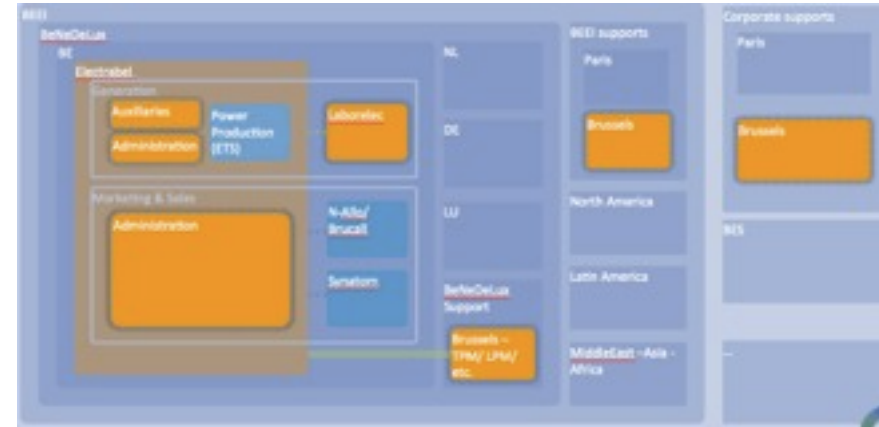 BEEI
BeNeDeLux
BE
Electrabel
Generation
Auxiliaries
Administration
Power
Production
(ETS)
Laborelec
Marketing & Sales
Administration
N-Allo/
Brucall
Synatom
NL
DE
LU
BeNeDeLux
Support
Brussels –
TPM/ LPM/
etc.
BEEI supports
Paris
Brussels
North America
Latin America
MiddleEast -Asia -
Africa
Corporate supports
Paris
Brussels
BES
...